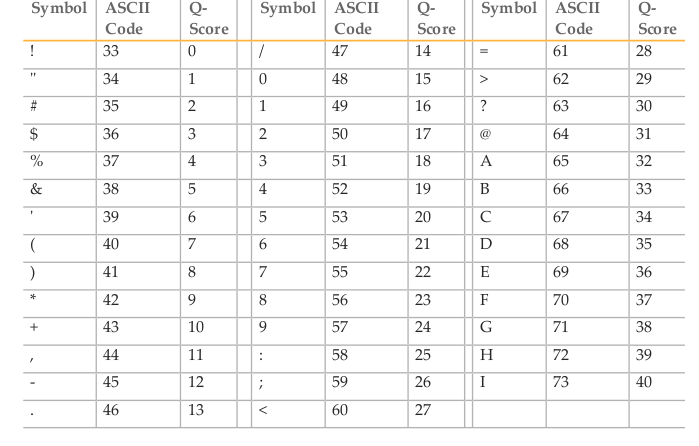 Symbol ASCII Code Q-Score Symbol ASCII Code Q-Score Symbol ASCII Code Q-Score
! 33 0 / 47 14 = 61 28
" 34 1 0 48 15 > 62 29
# 35 2 1 49 16 ? 63 30
$ 36 3 2 50 17 @ 64 31
% 37 4 3 51 18 A 65 32
& 38 5 4 52 19 B 66 33
' 39 6 5 53 20 C 67 34
( 40 7 6 54 21 D 68 35
) 41 8 7 55 22 E 69 36
* 42 9 8 56 23 F 70 37
+ 43 10 9 57 24 G 71 38
, 44 11 : 58 25 H 72 39
- 45 12 ; 59 26 I 73 40
. 46 13 < 60 27